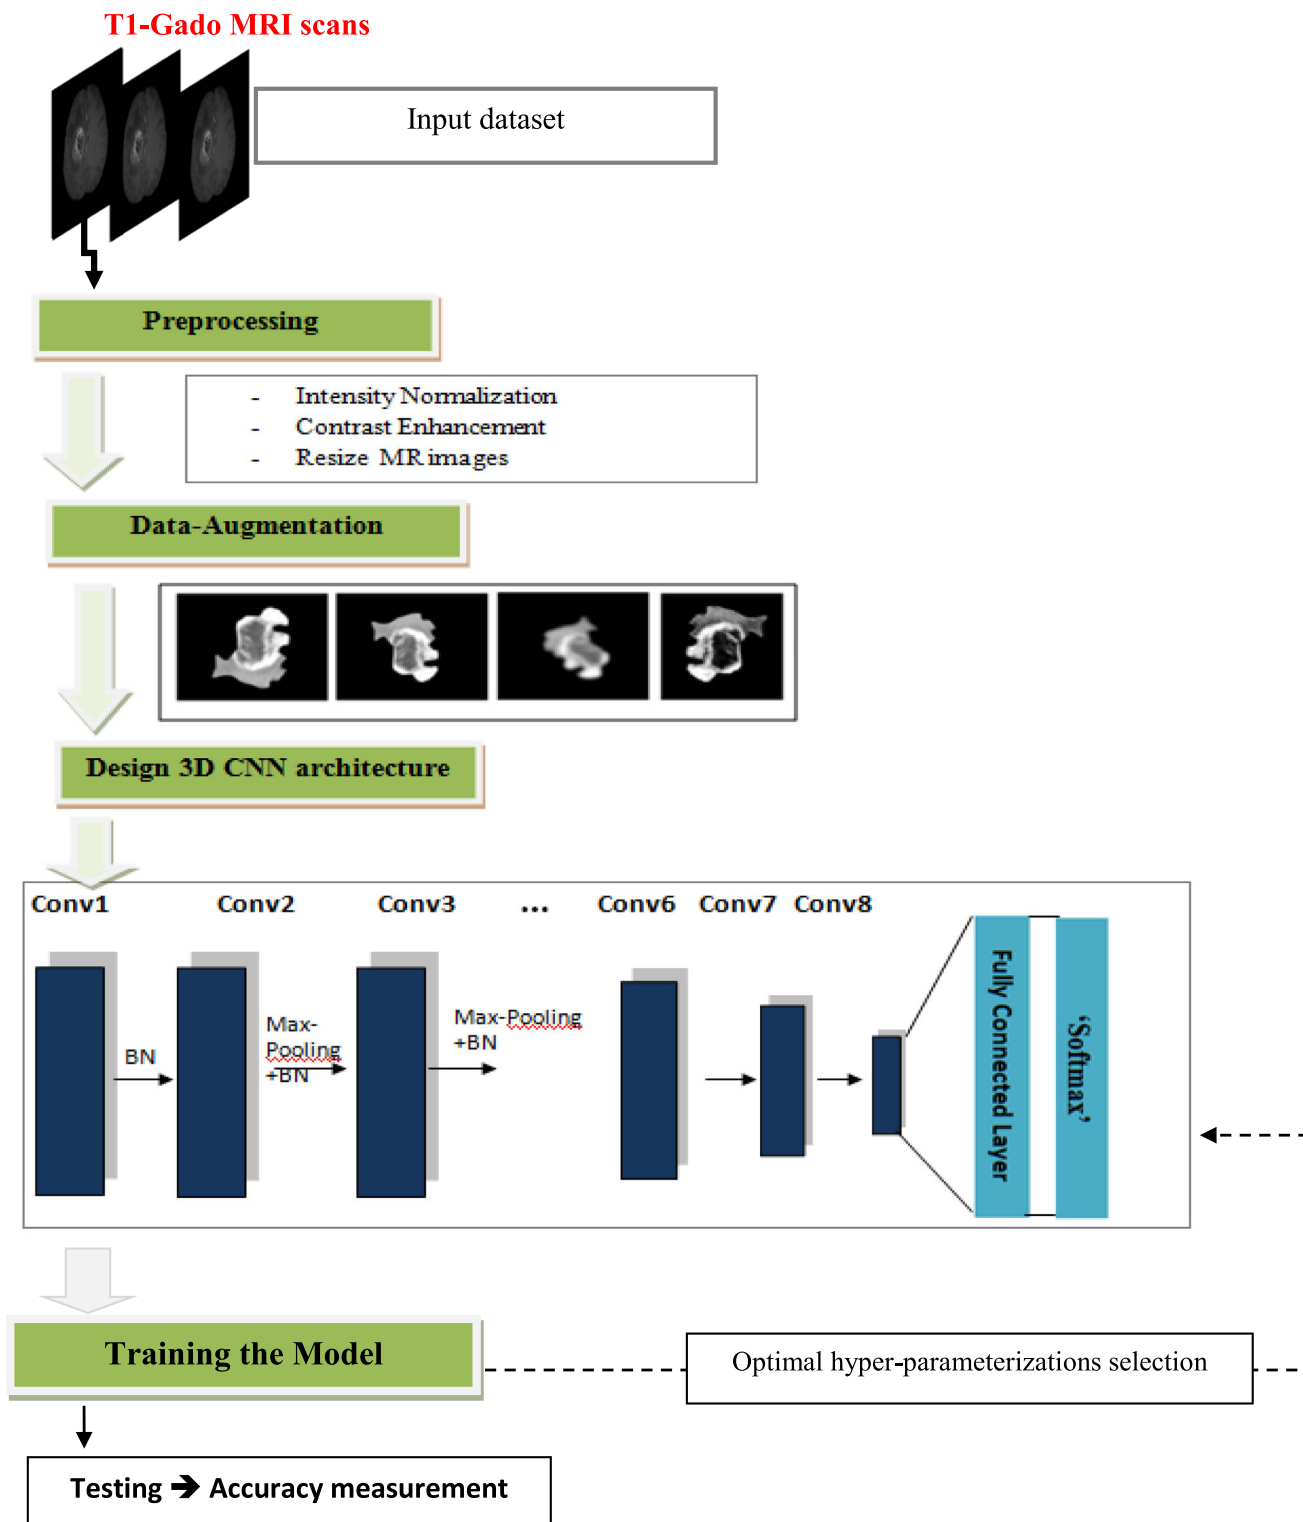 T1-Gado MRI scans
Input dataset
Preprocessing
- Intensity Normalization
- Contrast Enhancement
- Resize MR images
Data-Augmentation
Design 3D CNN architecture
Conv1 Conv2 Conv3 ... Conv6 Conv7 Conv8
BN
Max-
Pooling
+BN
Max-Pooling
+BN
Fully Connected Layer
‘Softmax’
Training the Model
Optimal hyper-parameterizations selection
Testing ➔ Accuracy measurement